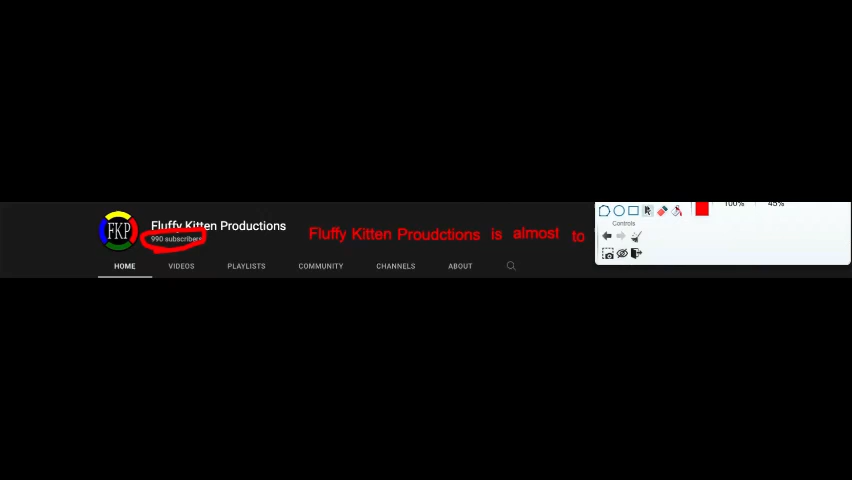 FKP
Fluffy Kitten Productions
990 subscribers
Fluffy Kitten Proudctions is almost to
HOME VIDEOS PLAYLISTS COMMUNITY CHANNELS ABOUT
100% 45%
Controls